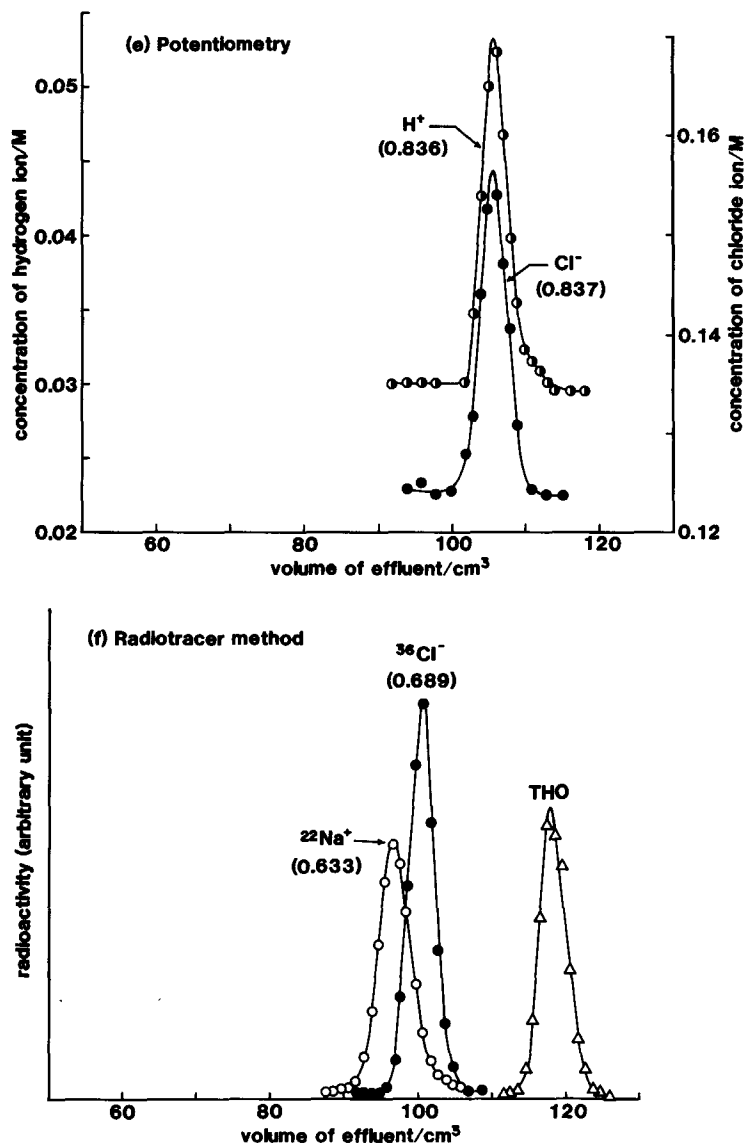 (e) Potentiometry
0.05
0.04
0.03
0.02
concentration of hydrogen ion/M
H⁺
(0.836)
Cl⁻
(0.837)
0.16
0.14
0.12
concentration of chloride ion/M
60
80
100
120
volume of effluent/cm³
(f) Radiotracer method
radioactivity (arbitrary unit)
³⁶Cl⁻
(0.689)
²²Na⁺
(0.633)
THO
60
80
100
120
volume of effluent/cm³